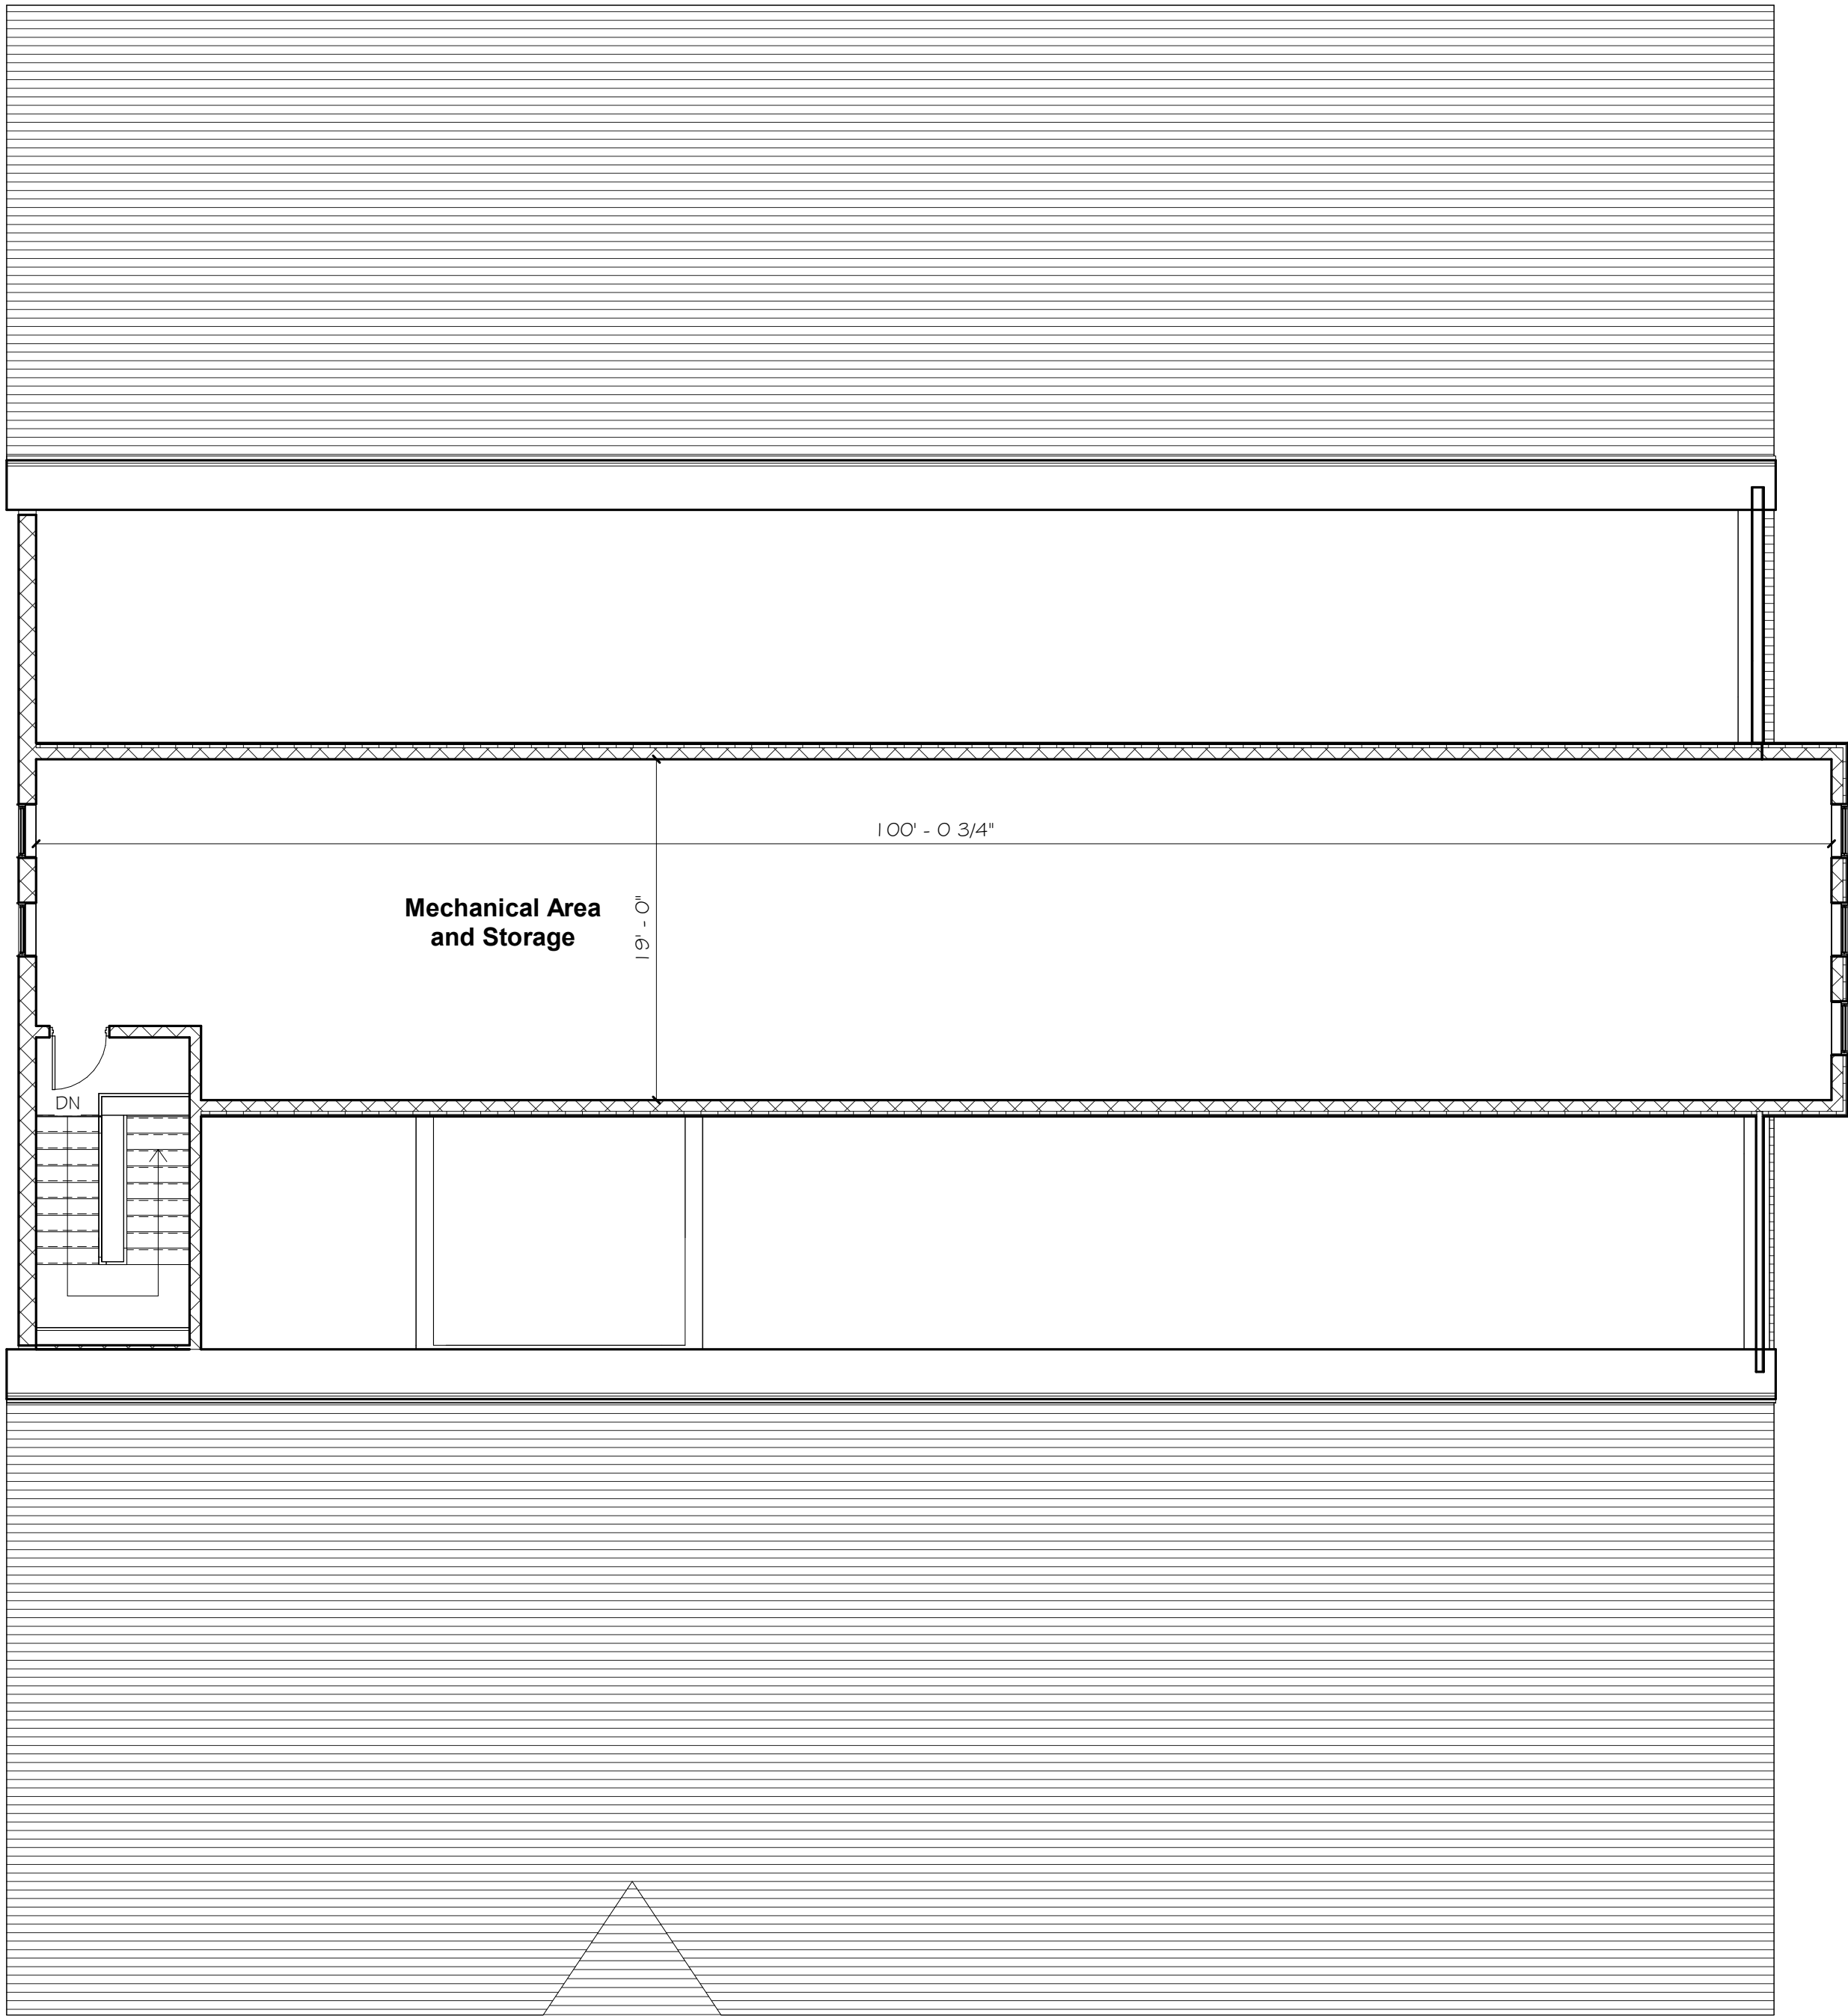 100' - 0 3/4"
Mechanical Area
and Storage
19' - 0"
DN